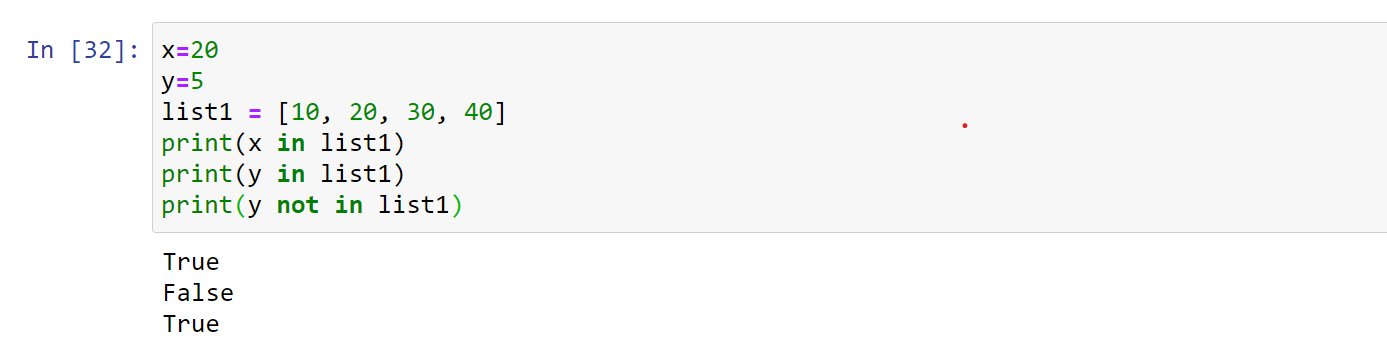 In [32]: x=20
y=5
list1 = [10, 20, 30, 40]
print(x in list1)
print(y in list1)
print(y not in list1)
True
False
True